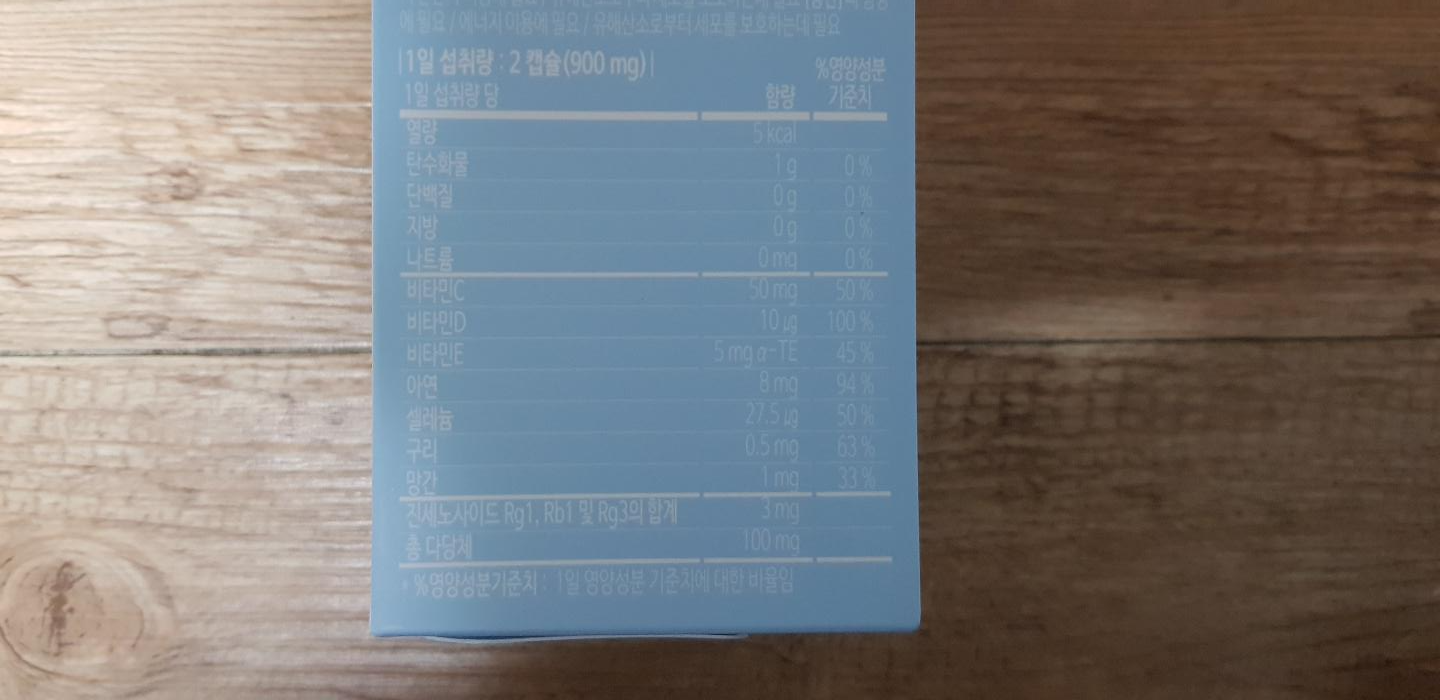 에 필요 / 에너지 이용에 필요 / 유해산소로부터 세포를 보호하는데 필요
|1일 섭취량 : 2 캡슐(900 mg)|
%영양성분
1일 섭취량 당 함량 기준치
열량 5 kcal
탄수화물 1 g 0 %
단백질 0 g 0 %
지방 0 g 0 %
나트륨 0 mg 0 %
비타민C 50 mg 50 %
비타민D 10 µg 100 %
비타민E 5 mg α-TE 45 %
아연 8 mg 94 %
셀레늄 27.5 µg 50 %
구리 0.5 mg 63 %
망간 1 mg 33 %
진세노사이드 Rg1, Rb1 및 Rg3의 합계 3 mg
총 다당체 100 mg
* %영양성분기준치 : 1일 영양성분 기준치에 대한 비율임